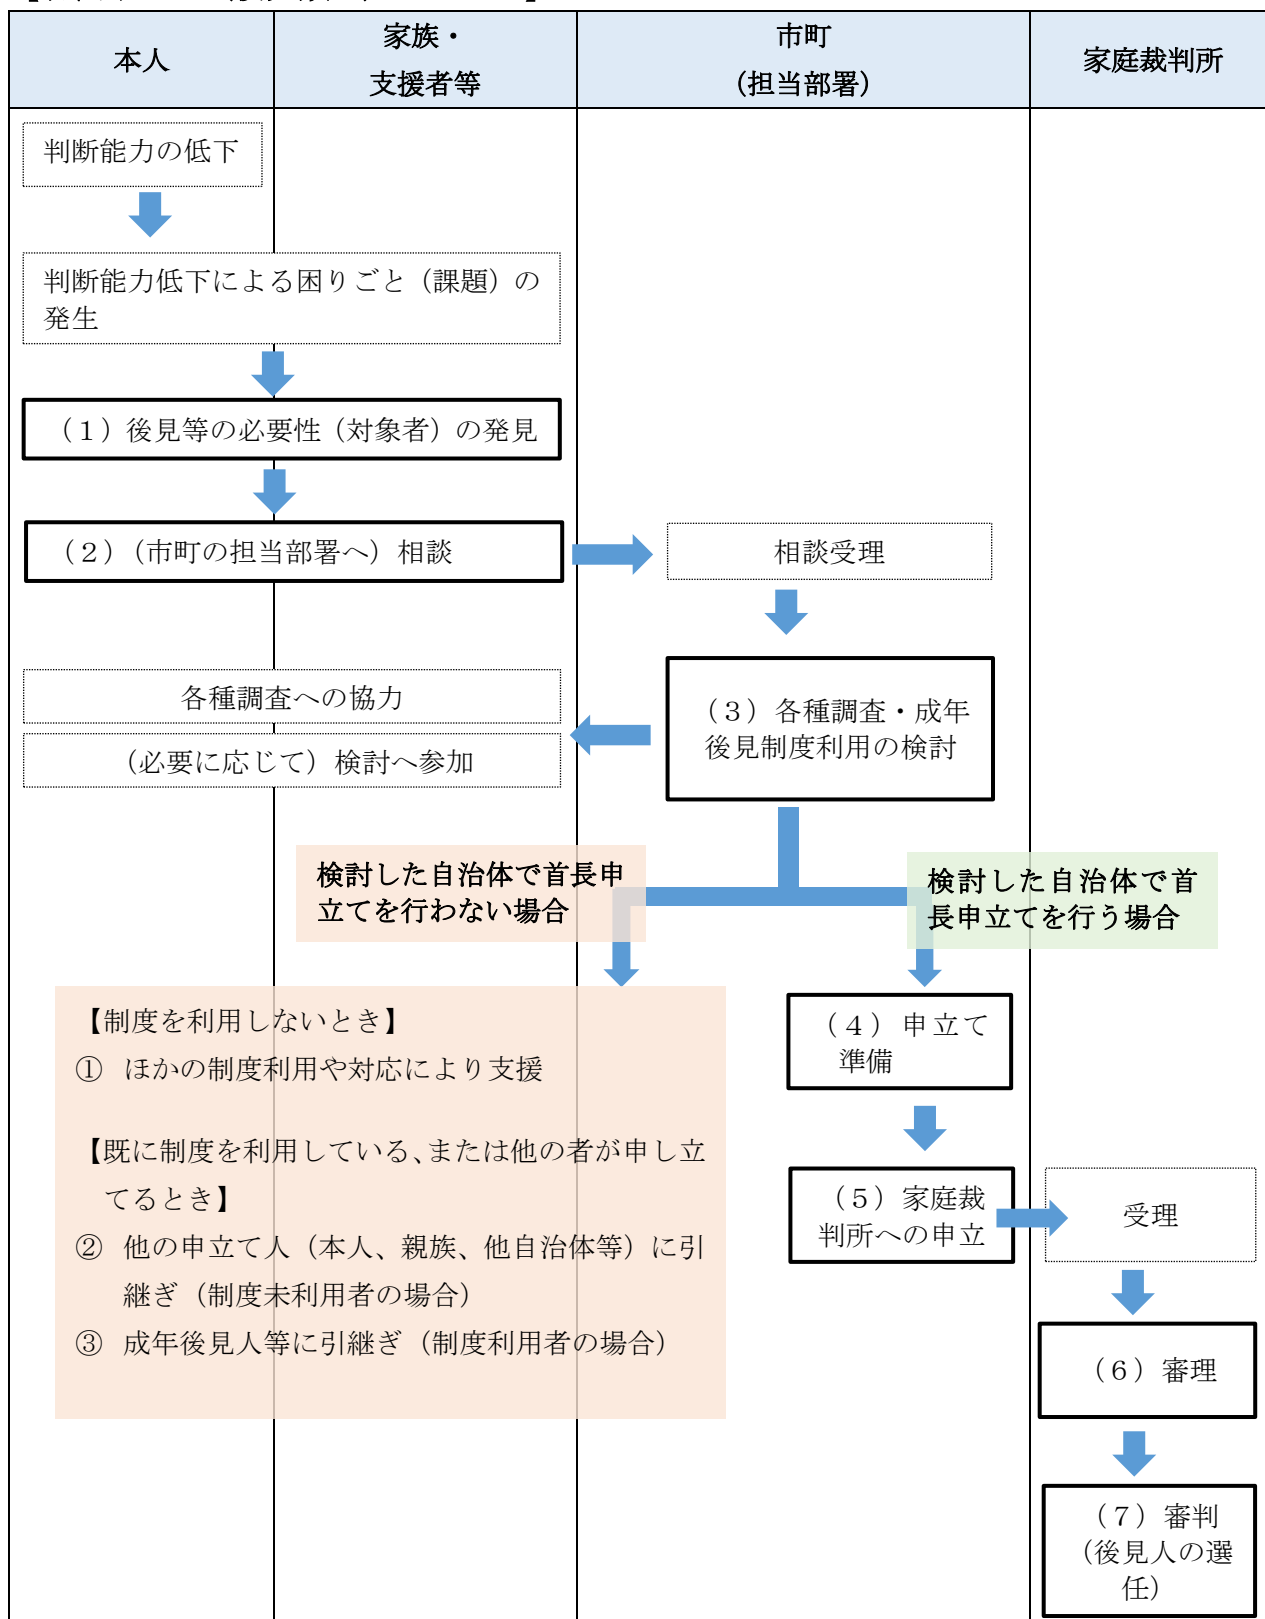 本人
家族・
支援者等
市町
（担当部署）
家庭裁判所
判断能力の低下
判断能力低下による困りごと（課題）の
発生
（１）後見等の必要性（対象者）の発見
（２）（市町の担当部署へ）相談
相談受理
各種調査への協力
（必要に応じて）検討へ参加
（３）各種調査・成年
後見制度利用の検討
検討した自治体で首長申
立てを行わない場合
検討した自治体で首
長申立てを行う場合
【制度を利用しないとき】
① ほかの制度利用や対応により支援
【既に制度を利用している、または他の者が申し立
てるとき】
② 他の申立て人（本人、親族、他自治体等）に引
継ぎ（制度未利用者の場合）
③ 成年後見人等に引継ぎ（制度利用者の場合）
（４）申立て
準備
（５）家庭裁
判所への申立
受理
（６）審理
（７）審判
（後見人の選
任）